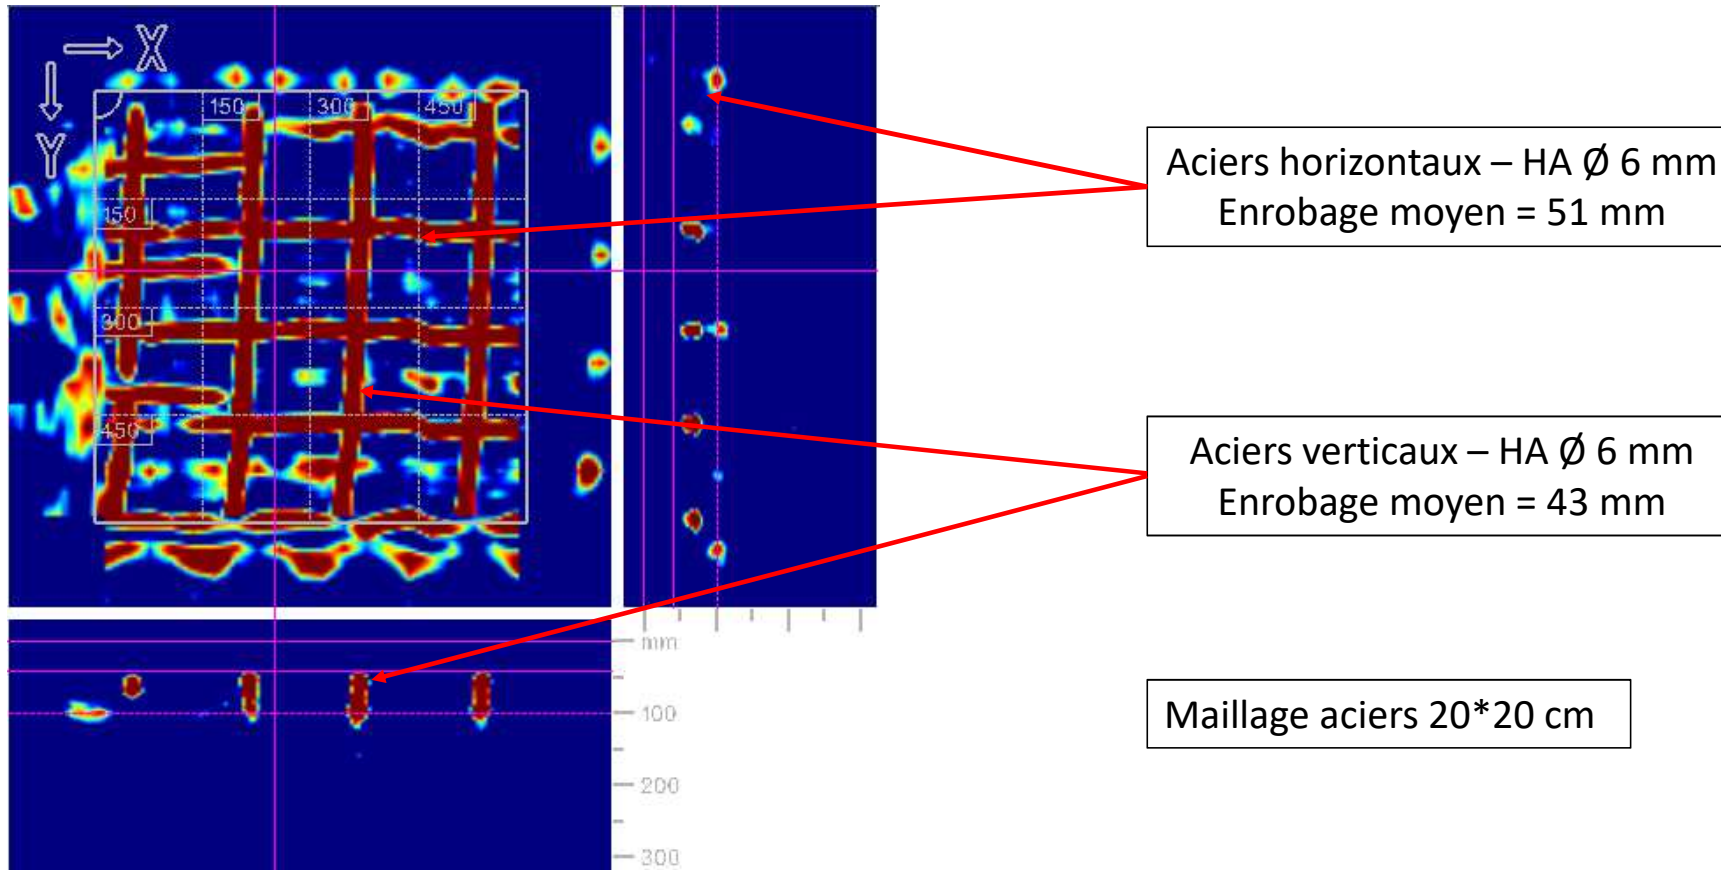 X
Y
150
300
450
150
300
450
mm
100
200
300
Aciers horizontaux – HA Ø 6 mm
Enrobage moyen = 51 mm
Aciers verticaux – HA Ø 6 mm
Enrobage moyen = 43 mm
Maillage aciers 20*20 cm